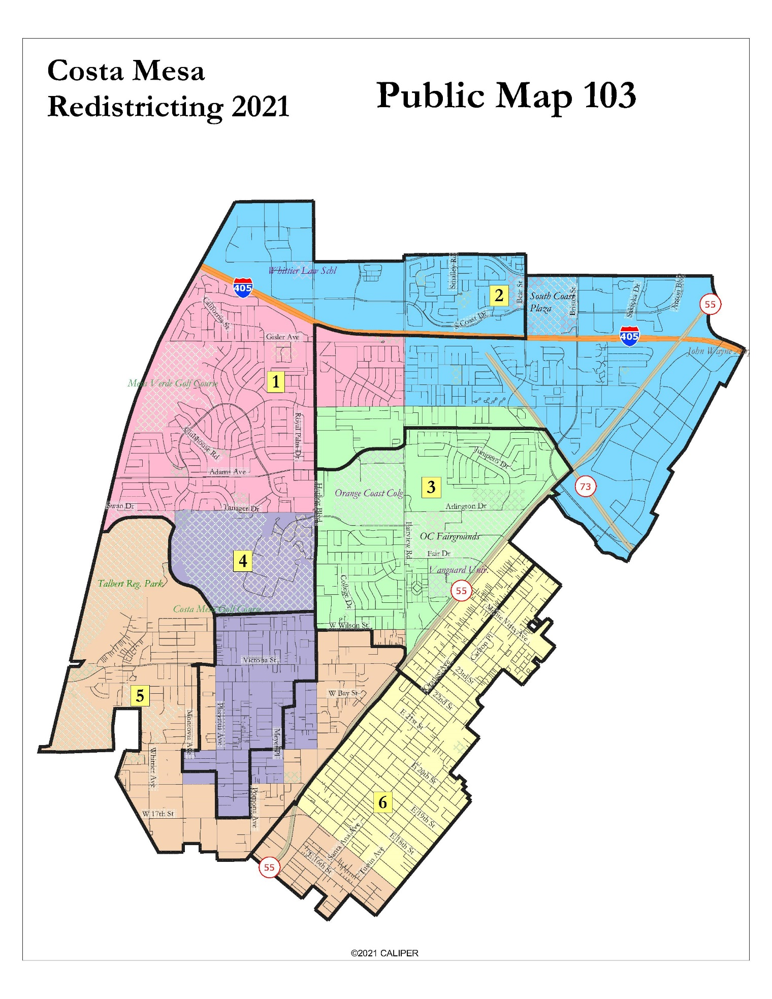 Costa Mesa
Redistricting 2021
Public Map 103
Whittier Law Schl
405
Smalley Rd
2
Bear St
South Coast
Plaza
Bristol St
Sakioka Dr
Anton Blvd
55
S Coast Dr
California St
Gisler Ave
405
John Wayne
Mesa Verde Golf Course
1
Royal Palm Dr
Clubhouse Rd
Junipero Dr
Adams Ave
Harbor Blvd
Orange Coast Colg
3
73
Swan Dr
Tanager Dr
Arlington Dr
Fairview Rd
OC Fairgrounds
4
Fair Dr
Vanguard Univ.
Talbert Reg. Park
College Dr
55
Costa Mesa Golf Course
Monte Vista Ave
W Wilson St
Carlton Pl
Victoria St
Orange Ave
23rd St
5
W Bay St
22nd St
Monrovia Ave
Placentia Ave
E 21st St
Meyer Pl
Whittier Ave
E 20th St
Pomona Ave
6
W 17th St
E 19th St
Santa Ana Ave
E 18th St
E 16th St
Tustin Ave
55
©2021 CALIPER